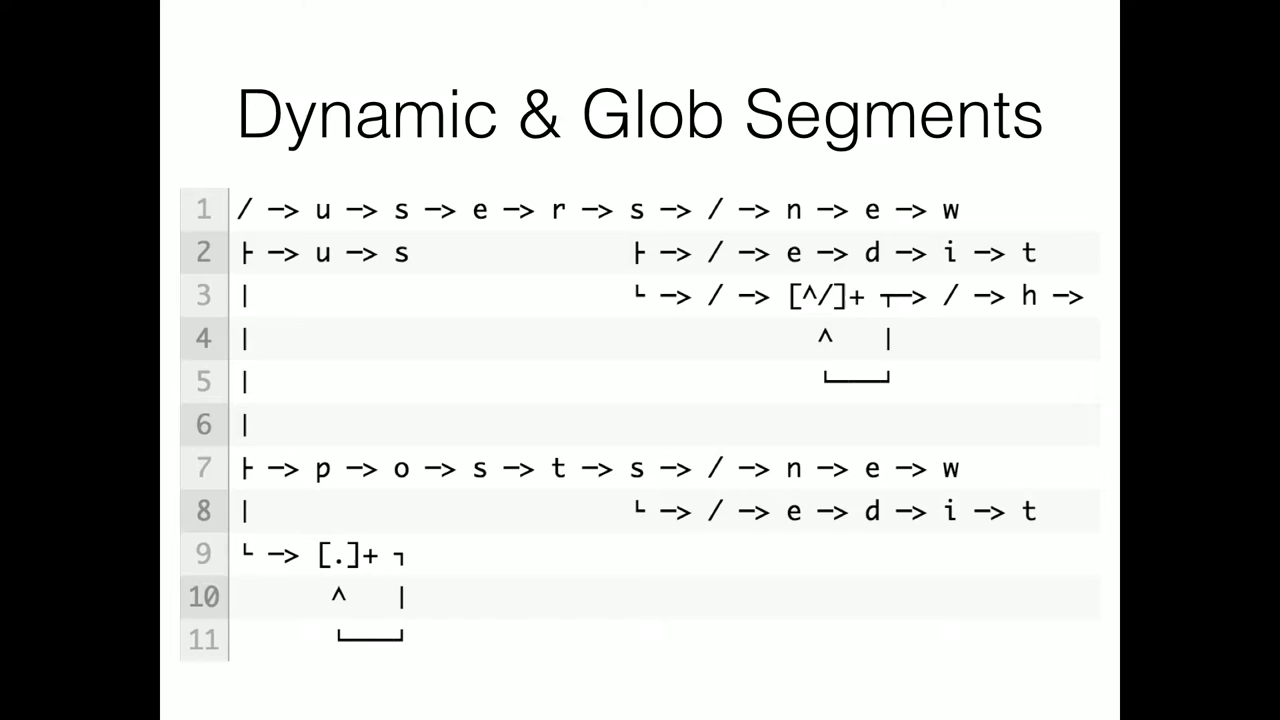 Dynamic & Glob Segments
1 / —> u —> s —> e —> r —> s —> / —> n —> e —> w
2 ├ —> u —> s ├ —> / —> e —> d —> i —> t
3 | └ —> / —> [^/]+ ┬—> / —> h —>
4 | ^ |
5 | └───┘
6 |
7 ├ —> p —> o —> s —> t —> s —> / —> n —> e —> w
8 | └ —> / —> e —> d —> i —> t
9 └ —> [.]+ ┐
10 ^ |
11 └───┘